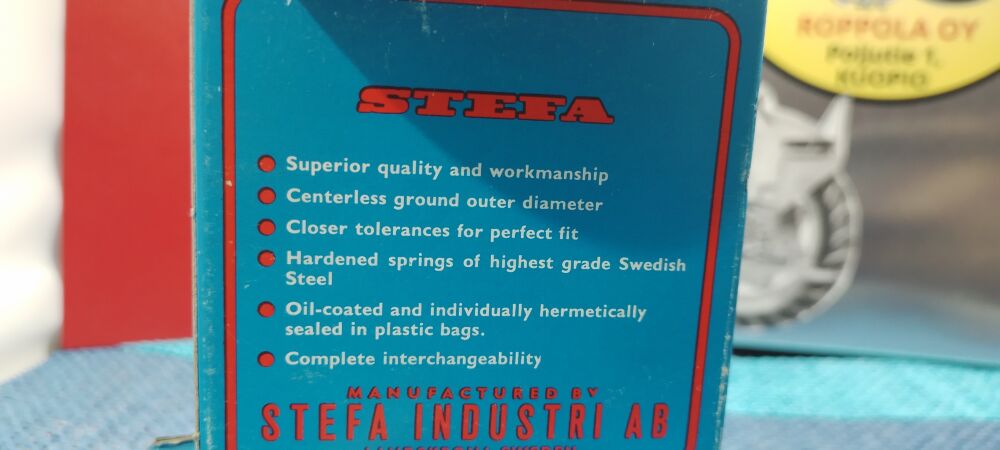 STEFA
Superior quality and workmanship
Centerless ground outer diameter
Closer tolerances for perfect fit
Hardened springs of highest grade Swedish
Steel
Oil-coated and individually hermetically
sealed in plastic bags.
Complete interchangeability
MANUFACTURED BY
STEFA INDUSTRI AB
ROPPOLA OY
Poljutie 1,
KUOPIO